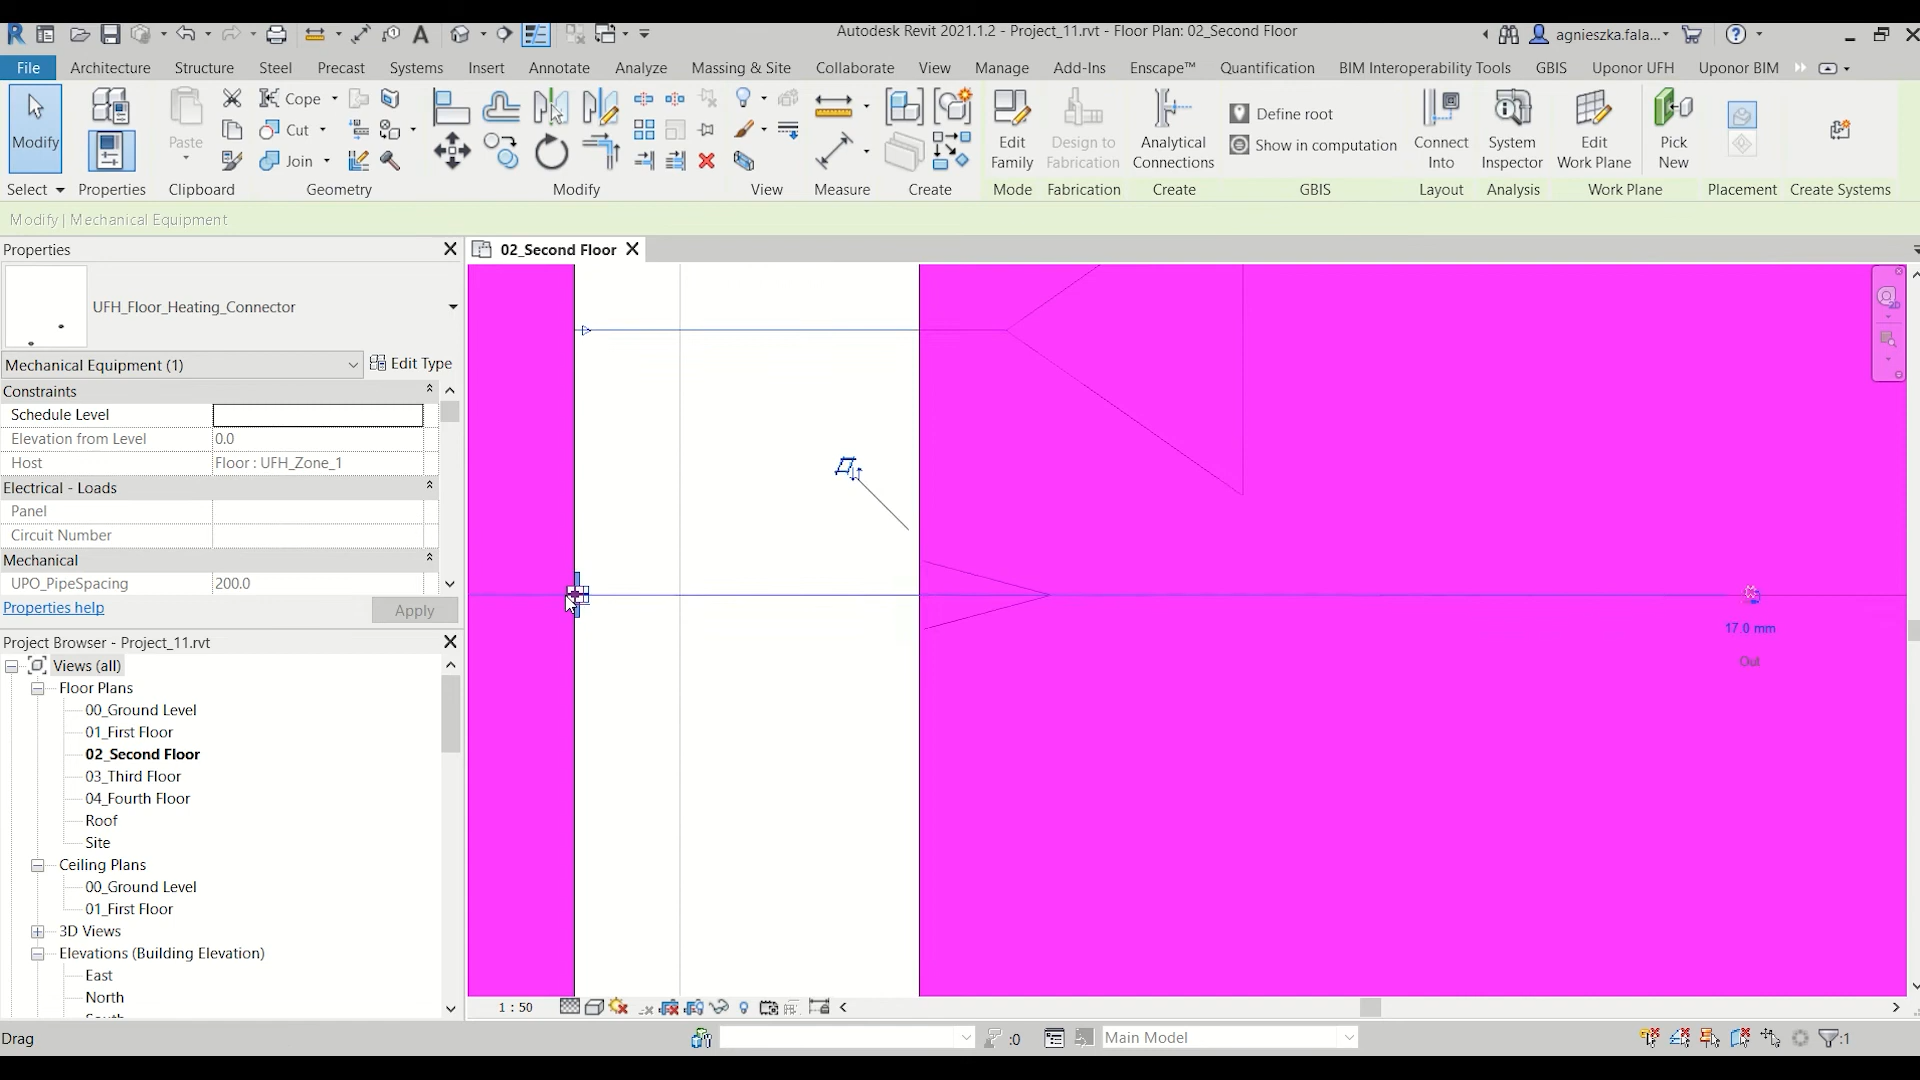 Autodesk Revit 2021.1.2 - Project_11.rvt - Floor Plan: 02_Second Floor
agnieszka.fala...
File Architecture Structure Steel Precast Systems Insert Annotate Analyze Massing & Site Collaborate View Manage Add-Ins Enscape™ Quantification BIM Interoperability Tools GBIS Uponor UFH Uponor BIM
Modify
Paste
Cope
Cut
Join
Edit Family
Design to Fabrication
Analytical Connections
Define root
Show in computation
Connect Into
System Inspector
Edit Work Plane
Pick New
Select Properties Clipboard Geometry Modify View Measure Create Mode Fabrication Create GBIS Layout Analysis Work Plane Placement Create Systems
Modify | Mechanical Equipment
Properties
02_Second Floor
UFH_Floor_Heating_Connector
Mechanical Equipment (1)
Edit Type
Constraints
Schedule Level
Elevation from Level 0.0
Host Floor : UFH_Zone_1
Electrical - Loads
Panel
Circuit Number
Mechanical
UPO_PipeSpacing 200.0
Properties help
Apply
17.0 mm
Out
Project Browser - Project_11.rvt
Views (all)
Floor Plans
00_Ground Level
01_First Floor
02_Second Floor
03_Third Floor
04_Fourth Floor
Roof
Site
Ceiling Plans
00_Ground Level
01_First Floor
3D Views
Elevations (Building Elevation)
East
North
1 : 50
Drag
:0
Main Model
:1